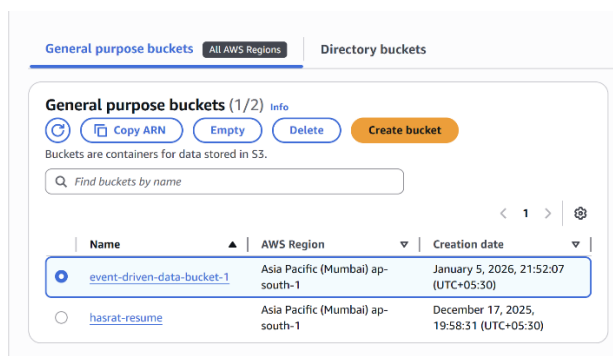 General purpose buckets All AWS Regions Directory buckets
General purpose buckets (1/2) Info
Copy ARN Empty Delete Create bucket
Buckets are containers for data stored in S3.
Find buckets by name
1
Name AWS Region Creation date
event-driven-data-bucket-1 Asia Pacific (Mumbai) ap- January 5, 2026, 21:52:07
south-1 (UTC+05:30)
hasrat-resume Asia Pacific (Mumbai) ap- December 17, 2025,
south-1 19:58:31 (UTC+05:30)